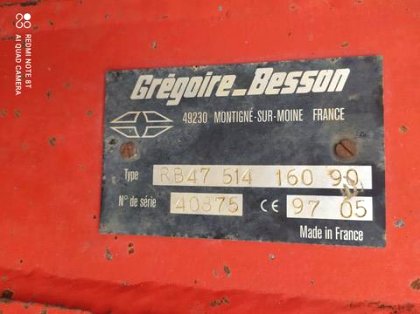 REDMI NOTE 8T
AI QUAD CAMERA
Grégoire_Besson
49230 MONTIGNÉ-SUR-MOINE FRANCE
Type RB47 514 160 90
N° de série 40875 CE 97 05
Made in France